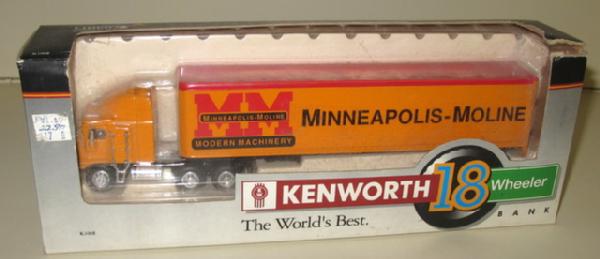 MM
MINNEAPOLIS-MOLINE
MODERN MACHINERY
MINNEAPOLIS-MOLINE
KENWORTH
18 Wheeler
BANK
The World's Best.